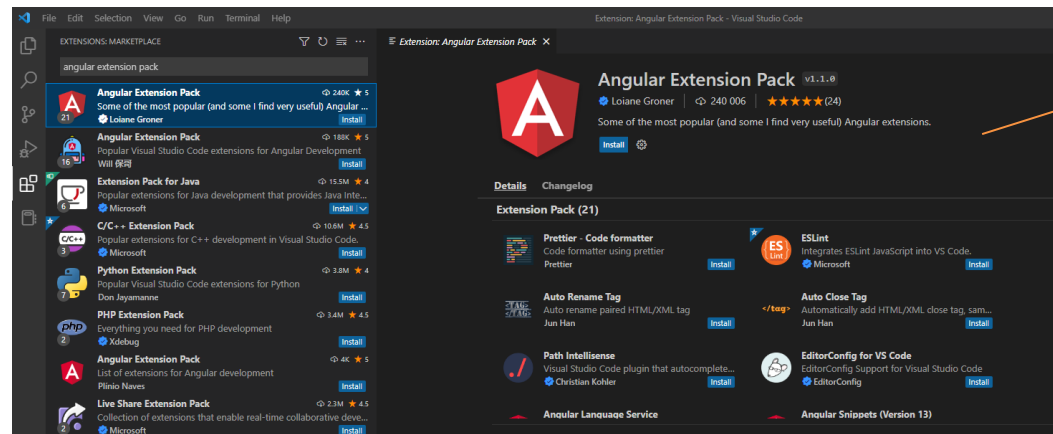 File Edit Selection View Go Run Terminal Help
Extension: Angular Extension Pack - Visual Studio Code
EXTENSIONS: MARKETPLACE
angular extension pack
Angular Extension Pack 240K ★ 5
Some of the most popular (and some I find very useful) Angular ...
21
Loiane Groner Install
Angular Extension Pack 188K ★ 5
Popular Visual Studio Code extensions for Angular Development
16
Will 保哥 Install
Extension Pack for Java 15.5M ★ 4
Popular extensions for Java development that provides Java Inte...
6
Microsoft Install
C/C++ Extension Pack 10.6M ★ 4.5
C/C++
Popular extensions for C++ development in Visual Studio Code.
3
Microsoft Install
Python Extension Pack 3.8M ★ 4
Popular Visual Studio Code extensions for Python
7
Don Jayamanne Install
PHP Extension Pack 3.4M ★ 4.5
php
Everything you need for PHP development
2
Xdebug Install
Angular Extension Pack 4K ★ 5
List of extensions for Angular development
Plinio Naves Install
Live Share Extension Pack 2.3M ★ 4.5
Collection of extensions that enable real-time collaborative deve...
2
Microsoft Install
Extension: Angular Extension Pack ×
Angular Extension Pack v1.1.0
Loiane Groner | 240 006 | ★★★★★(24)
Some of the most popular (and some I find very useful) Angular extensions.
Install
Details Changelog
Extension Pack (21)
Prettier - Code formatter
Code formatter using prettier
Prettier Install
ES Lint
ESLint
Integrates ESLint JavaScript into VS Code.
Microsoft Install
<TAG>
</TAG>
Auto Rename Tag
Auto rename paired HTML/XML tag
Jun Han Install
</tag>
Auto Close Tag
Automatically add HTML/XML close tag, sam...
Jun Han Install
Path Intellisense
Visual Studio Code plugin that autocomplete...
Christian Kohler Install
EditorConfig for VS Code
EditorConfig Support for Visual Studio Code
EditorConfig Install
Angular Language Service
Angular Snippets (Version 13)